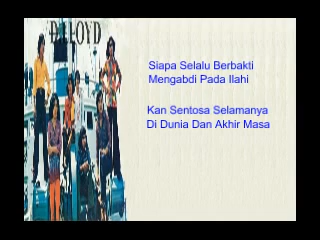 D'LLOYD
Siapa Selalu Berbakti
Mengabdi Pada Ilahi
Kan Sentosa Selamanya
Di Dunia Dan Akhir Masa